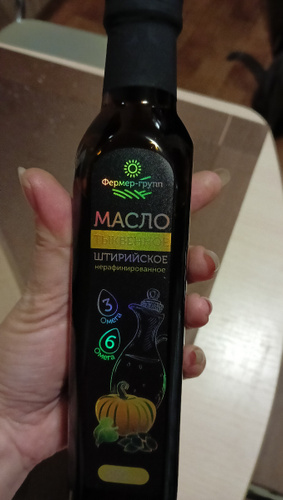 Фермер-групп
МАСЛО
ТЫКВЕННОЕ
ШТИРИЙСКОЕ
нерафинированное
3
Омега
6
Омега